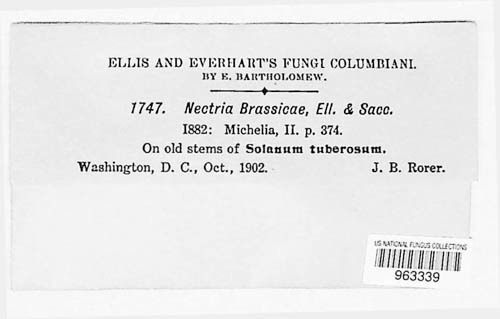 ELLIS AND EVERHART'S FUNGI COLUMBIANI.
BY E. BARTHOLOMEW.
1747. Nectria Brassicae, Ell. & Sacc.
1882: Michelia, II. p. 374.
On old stems of Solanum tuberosum.
Washington, D. C., Oct., 1902. J. B. Rorer.
US NATIONAL FUNGUS COLLECTIONS
963339